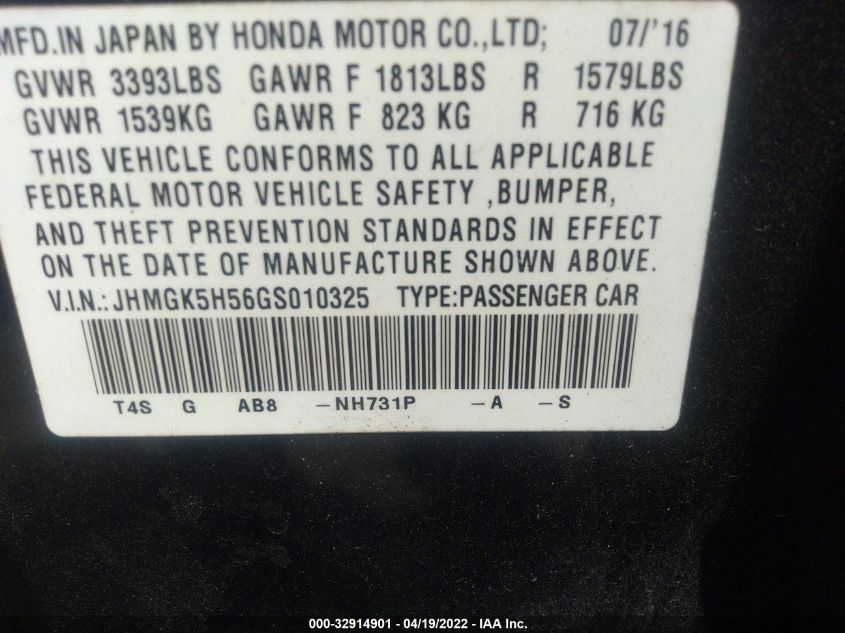 MFD.IN JAPAN BY HONDA MOTOR CO.,LTD; 07/'16
GVWR 3393LBS GAWR F 1813LBS R 1579LBS
GVWR 1539KG GAWR F 823 KG R 716 KG
THIS VEHICLE CONFORMS TO ALL APPLICABLE
FEDERAL MOTOR VEHICLE SAFETY ,BUMPER,
AND THEFT PREVENTION STANDARDS IN EFFECT
ON THE DATE OF MANUFACTURE SHOWN ABOVE.
V.I.N.:JHMGK5H56GS010325 TYPE:PASSENGER CAR
T4S G AB8 -NH731P -A -S
000-32914901 - 04/19/2022 - IAA Inc.